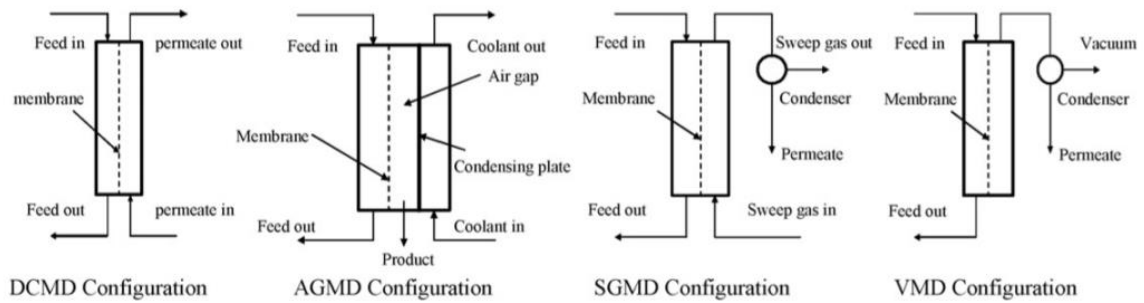 Feed in
permeate out
membrane
Feed out
permeate in
DCMD Configuration
Feed in
Coolant out
Air gap
Membrane
Condensing plate
Feed out
Coolant in
Product
AGMD Configuration
Feed in
Sweep gas out
Membrane
Condenser
Permeate
Feed out
Sweep gas in
SGMD Configuration
Feed in
Vacuum
Membrane
Condenser
Permeate
Feed out
VMD Configuration